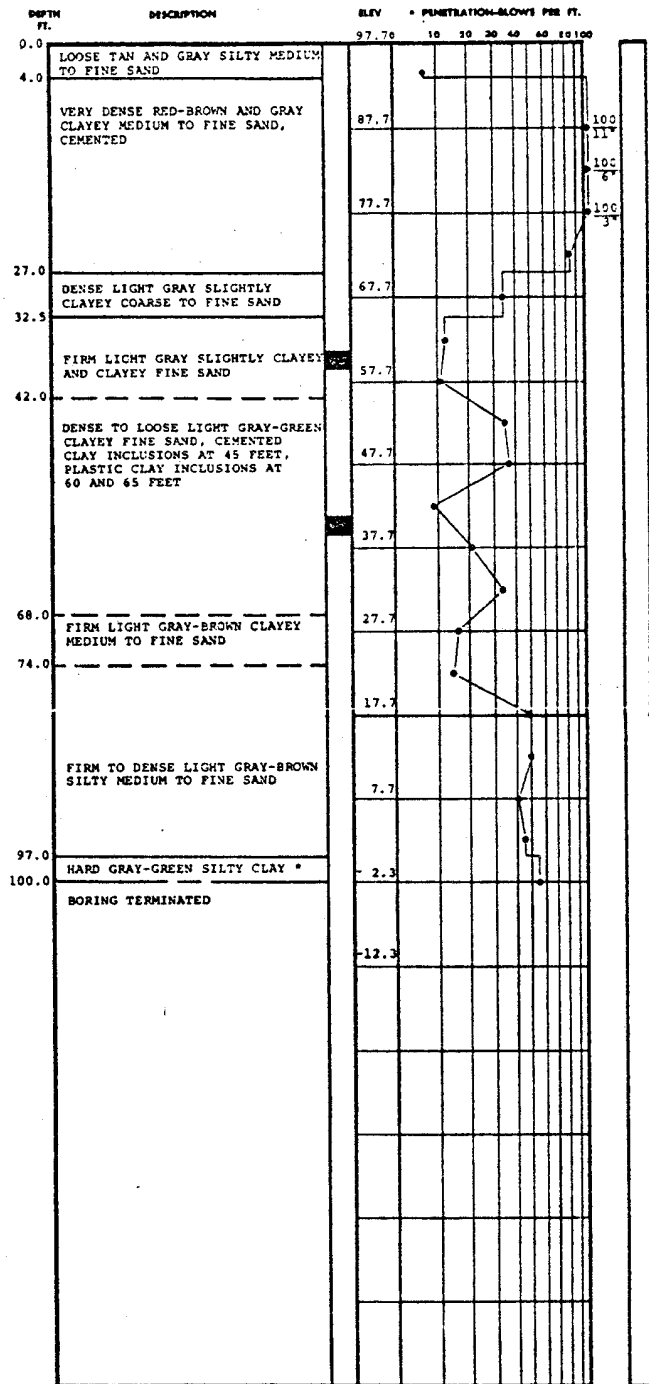 DEPTH FT.
DESCRIPTION
ELEV
• PENETRATION-BLOWS PER FT.
0.0
97.70
10 20 30 40 60 80 100
LOOSE TAN AND GRAY SILTY MEDIUM
TO FINE SAND
4.0
VERY DENSE RED-BROWN AND GRAY
CLAYEY MEDIUM TO FINE SAND,
CEMENTED
87.7
100
11"
100
6"
77.7
100
3"
27.0
DENSE LIGHT GRAY SLIGHTLY
CLAYEY COARSE TO FINE SAND
67.7
32.5
FIRM LIGHT GRAY SLIGHTLY CLAYEY
AND CLAYEY FINE SAND
57.7
42.0
DENSE TO LOOSE LIGHT GRAY-GREEN
CLAYEY FINE SAND, CEMENTED
CLAY INCLUSIONS AT 45 FEET,
PLASTIC CLAY INCLUSIONS AT
60 AND 65 FEET
47.7
37.7
68.0
FIRM LIGHT GRAY-BROWN CLAYEY
MEDIUM TO FINE SAND
27.7
74.0
17.7
FIRM TO DENSE LIGHT GRAY-BROWN
SILTY MEDIUM TO FINE SAND
7.7
97.0
HARD GRAY-GREEN SILTY CLAY *
- 2.3
100.0
BORING TERMINATED
-12.3